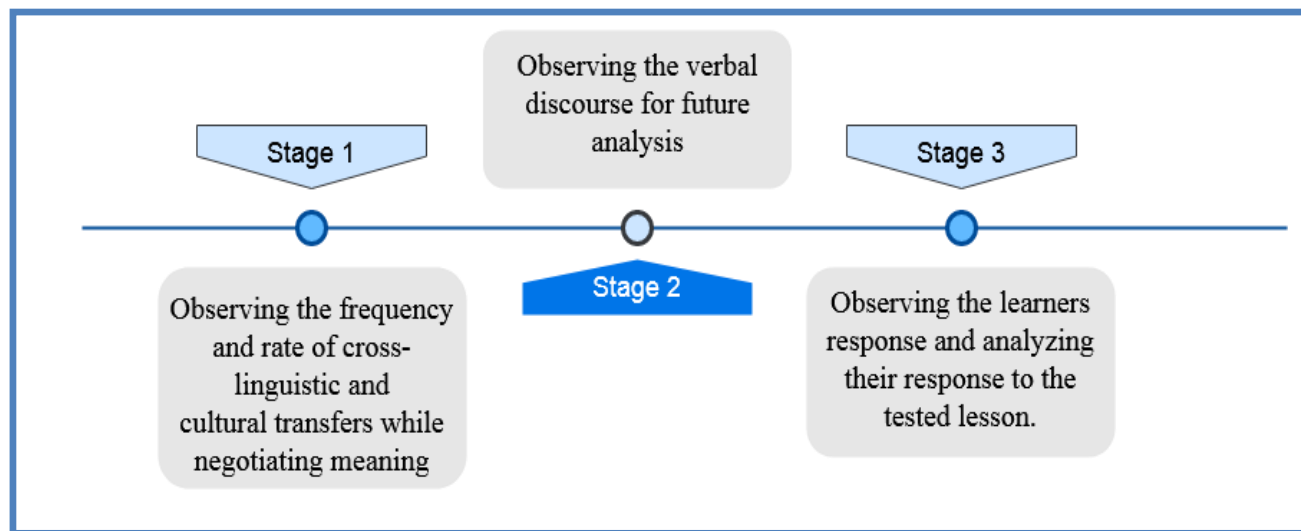 Stage 1
Observing the frequency
and rate of cross-
linguistic and
cultural transfers while
negotiating meaning
Observing the verbal
discourse for future
analysis
Stage 2
Stage 3
Observing the learners
response and analyzing
their response to the
tested lesson.